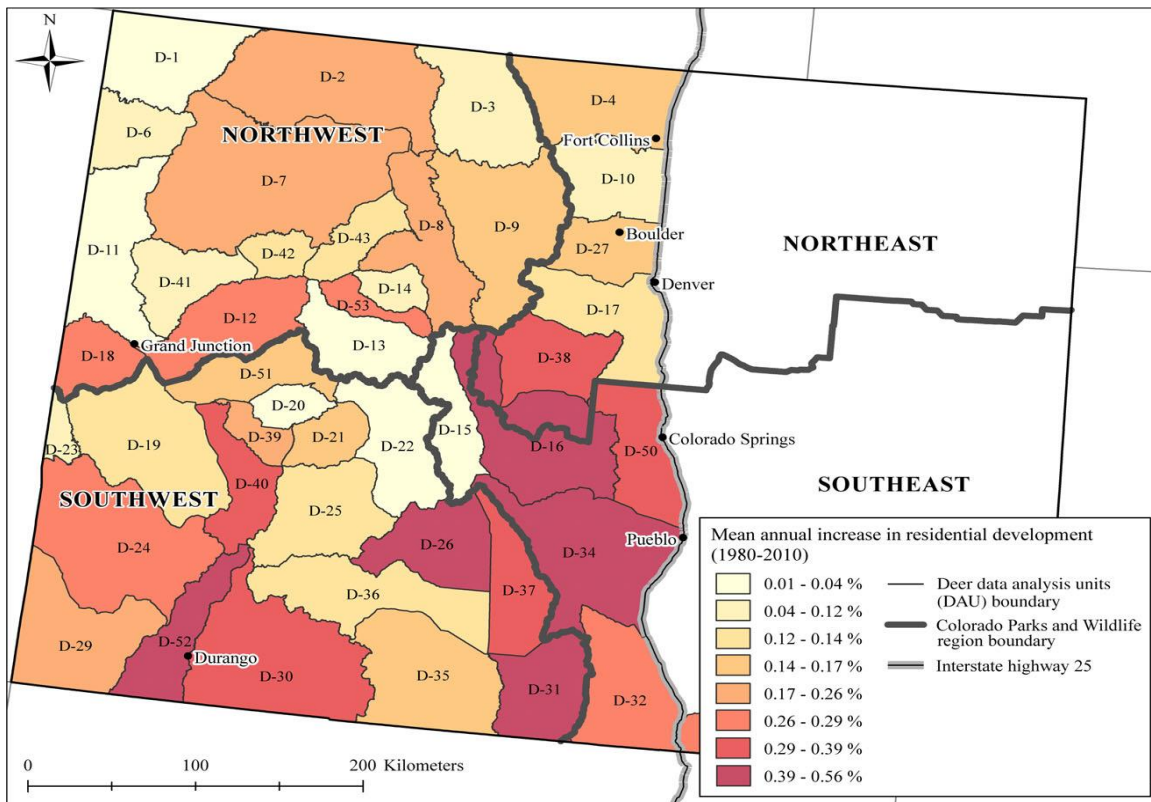 N
D-1
D-2
D-3
D-4
D-6
NORTHWEST
Fort Collins
D-7
D-10
D-8
D-9
D-11
D-43
D-42
D-27
Boulder
NORTHEAST
D-41
D-14
Denver
D-53
D-17
D-12
D-18
Grand Junction
D-13
D-38
D-51
D-20
D-15
D-16
D-39
D-21
D-22
Colorado Springs
D-23
D-19
D-50
D-40
SOUTHWEST
SOUTHEAST
D-25
D-24
D-26
D-34
Pueblo
D-37
D-36
D-29
D-52
Durango
D-30
D-35
D-31
D-32
Mean annual increase in residential development
(1980-2010)
0.01 - 0.04 %
0.04 - 0.12 %
0.12 - 0.14 %
0.14 - 0.17 %
0.17 - 0.26 %
0.26 - 0.29 %
0.29 - 0.39 %
0.39 - 0.56 %
Deer data analysis units
(DAU) boundary
Colorado Parks and Wildlife
region boundary
Interstate highway 25
0 100 200 Kilometers